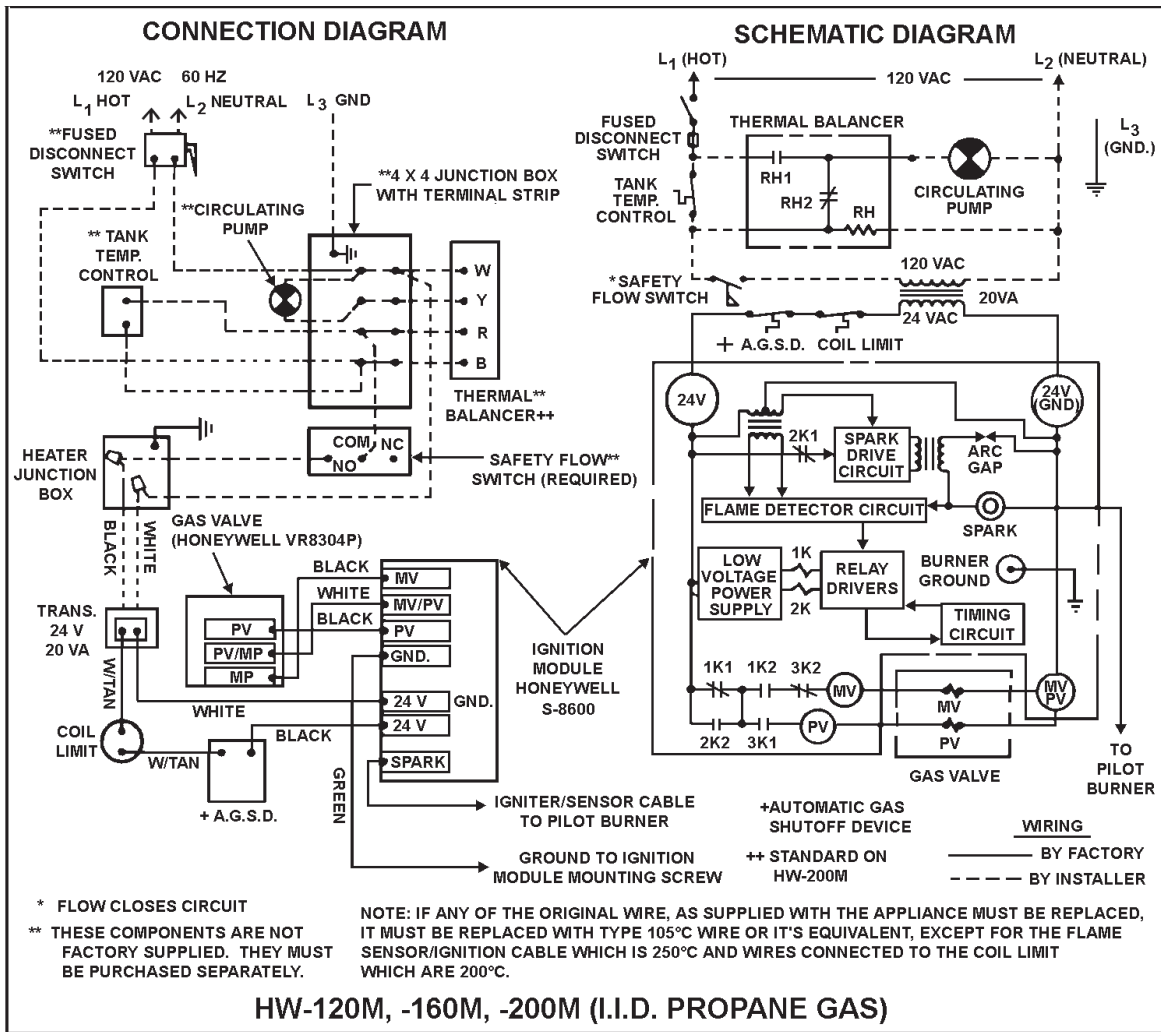 CONNECTION DIAGRAM
120 VAC 60 HZ
L1 HOT
L2 NEUTRAL
L3 GND
**FUSED
DISCONNECT
SWITCH
**4 X 4 JUNCTION BOX
WITH TERMINAL STRIP
**CIRCULATING
PUMP
** TANK
TEMP.
CONTROL
W
Y
R
B
THERMAL**
BALANCER++
HEATER
JUNCTION
BOX
COM
NC
NO
SAFETY FLOW**
SWITCH (REQUIRED)
BLACK
WHITE
GAS VALVE
(HONEYWELL VR8304P)
BLACK
WHITE
BLACK
MV
MV/PV
PV
GND.
24 V
GND.
24 V
SPARK
PV
PV/MP
MP
TRANS.
24 V
20 VA
W/TAN
WHITE
BLACK
COIL
LIMIT
W/TAN
+ A.G.S.D.
GREEN
IGNITION
MODULE
HONEYWELL
S-8600
IGNITER/SENSOR CABLE
TO PILOT BURNER
GROUND TO IGNITION
MODULE MOUNTING SCREW
SCHEMATIC DIAGRAM
L1 (HOT)
L2 (NEUTRAL)
120 VAC
L3
(GND.)
FUSED
DISCONNECT
SWITCH
THERMAL BALANCER
RH1
RH2
RH
CIRCULATING
PUMP
TANK
TEMP.
CONTROL
*SAFETY
FLOW SWITCH
120 VAC
20VA
24 VAC
+ A.G.S.D.
COIL LIMIT
24V
24V
(GND)
2K1
SPARK
DRIVE
CIRCUIT
ARC
GAP
FLAME DETECTOR CIRCUIT
SPARK
LOW
VOLTAGE
POWER
SUPPLY
1K
2K
RELAY
DRIVERS
BURNER
GROUND
TIMING
CIRCUIT
1K1
1K2
3K2
MV
MV
MV
PV
2K2
3K1
PV
PV
GAS VALVE
TO
PILOT
BURNER
+AUTOMATIC GAS
SHUTOFF DEVICE
++ STANDARD ON
HW-200M
WIRING
BY FACTORY
BY INSTALLER
* FLOW CLOSES CIRCUIT
** THESE COMPONENTS ARE NOT
FACTORY SUPPLIED. THEY MUST
BE PURCHASED SEPARATELY.
NOTE: IF ANY OF THE ORIGINAL WIRE, AS SUPPLIED WITH THE APPLIANCE MUST BE REPLACED,
IT MUST BE REPLACED WITH TYPE 105°C WIRE OR IT'S EQUIVALENT, EXCEPT FOR THE FLAME
SENSOR/IGNITION CABLE WHICH IS 250°C AND WIRES CONNECTED TO THE COIL LIMIT
WHICH ARE 200°C.
HW-120M, -160M, -200M (I.I.D. PROPANE GAS)